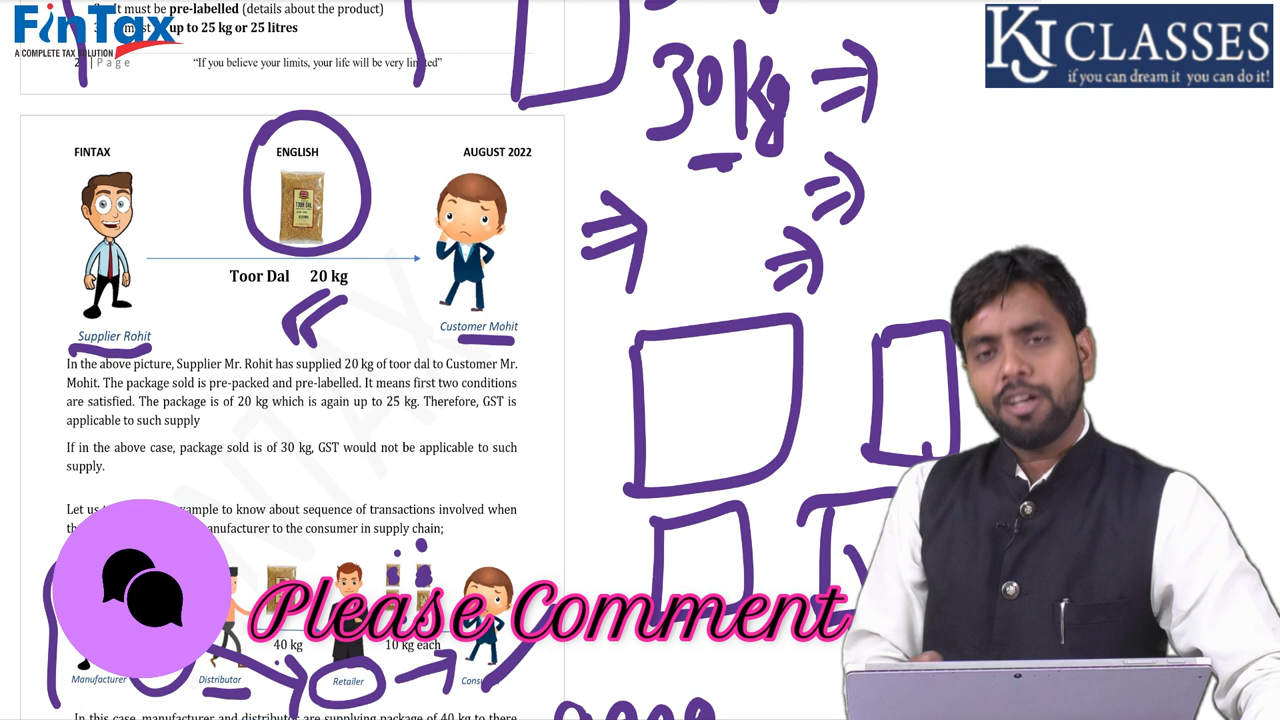 It must be pre-labelled (details about the product)
up to 25 kg or 25 litres
FinTax
A COMPLETE TAX SOLUTION
| Page
“If you believe your limits, your life will be very limited”
KJ CLASSES
if you can dream it you can do it!
30 kg
FINTAX
ENGLISH
AUGUST 2022
TOOR DAL
Toor Dal 20 kg
Supplier Rohit
Customer Mohit
In the above picture, Supplier Mr. Rohit has supplied 20 kg of toor dal to Customer Mr.
Mohit. The package sold is pre-packed and pre-labelled. It means first two conditions
are satisfied. The package is of 20 kg which is again up to 25 kg. Therefore, GST is
applicable to such supply
If in the above case, package sold is of 30 kg, GST would not be applicable to such
supply.
Let us example to know about sequence of transactions involved when
manufacturer to the consumer in supply chain;
Please Comment
40 kg
10 kg each
Manufacturer
Distributor
Retailer
In this case, manufacturer and distributor are supplying package of 40 kg to there